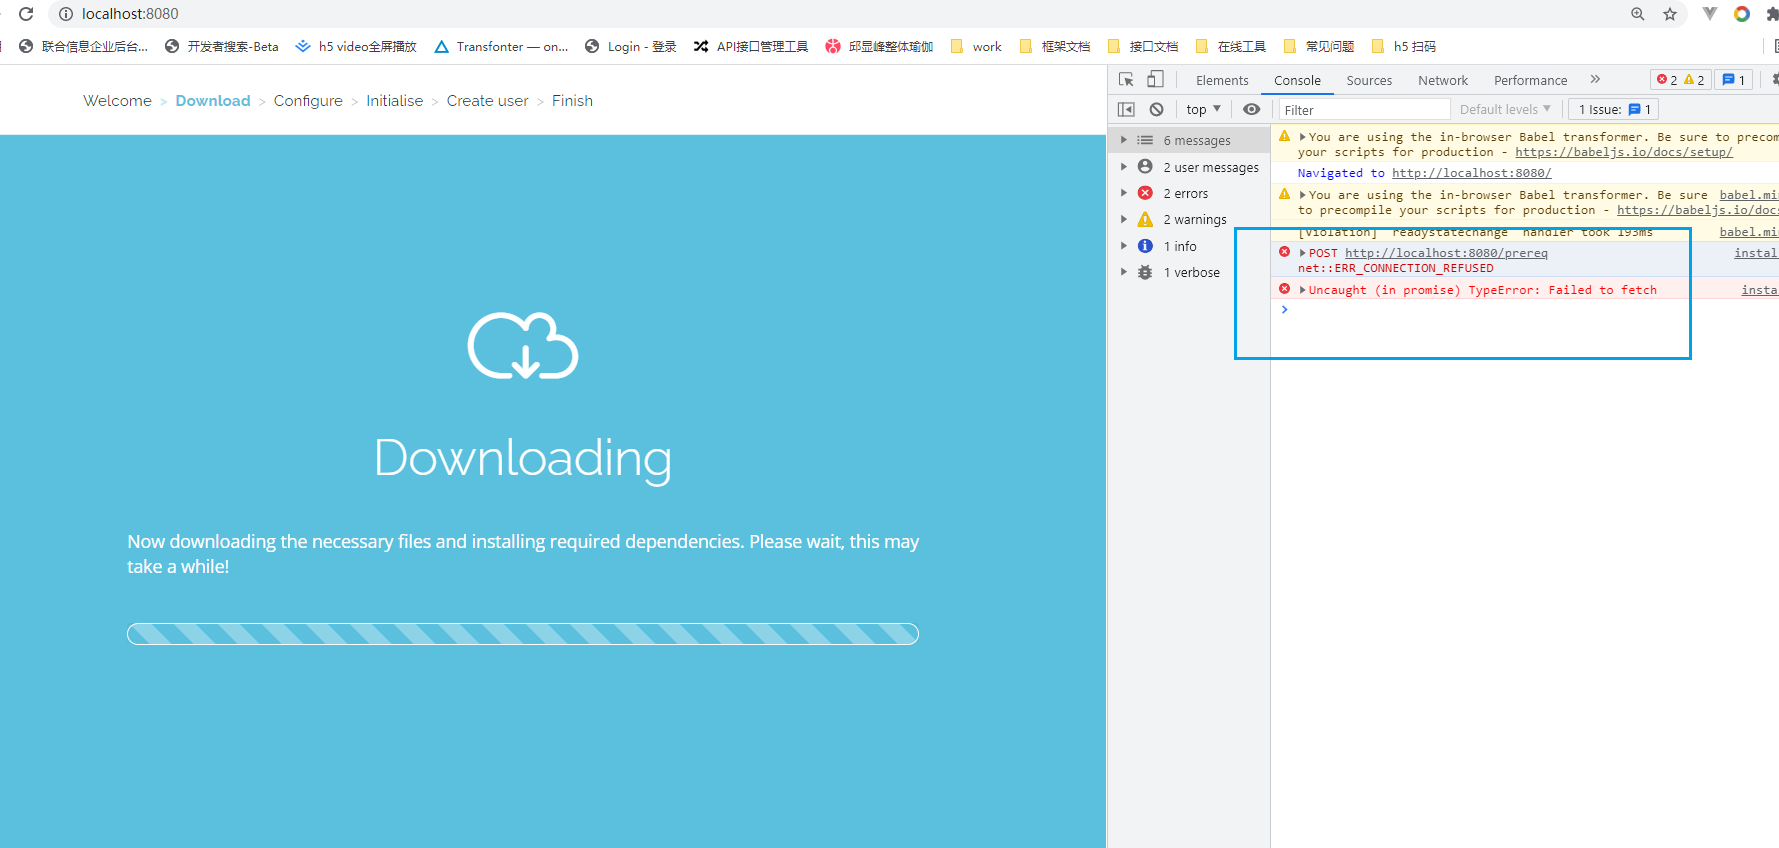 localhost:8080
联合信息企业后台... 开发者搜索-Beta h5 video全屏播放 Transfonter — on... Login - 登录 API接口管理工具 邱显峰整体瑜伽 work 框架文档 接口文档 在线工具 常见问题 h5 扫码
Welcome > Download > Configure > Initialise > Create user > Finish
Downloading
Now downloading the necessary files and installing required dependencies. Please wait, this may
take a while!
Elements Console Sources Network Performance » 2 2 1
top Filter Default levels 1 Issue: 1
6 messages
2 user messages
2 errors
2 warnings
1 info
1 verbose
You are using the in-browser Babel transformer. Be sure to precom
your scripts for production - https://babeljs.io/docs/setup/
Navigated to http://localhost:8080/
You are using the in-browser Babel transformer. Be sure babel.mi
to precompile your scripts for production - https://babeljs.io/doc
[Violation] 'readystatechange' handler took 193ms babel.mi
POST http://localhost:8080/prereq instal
net::ERR_CONNECTION_REFUSED
Uncaught (in promise) TypeError: Failed to fetch insta